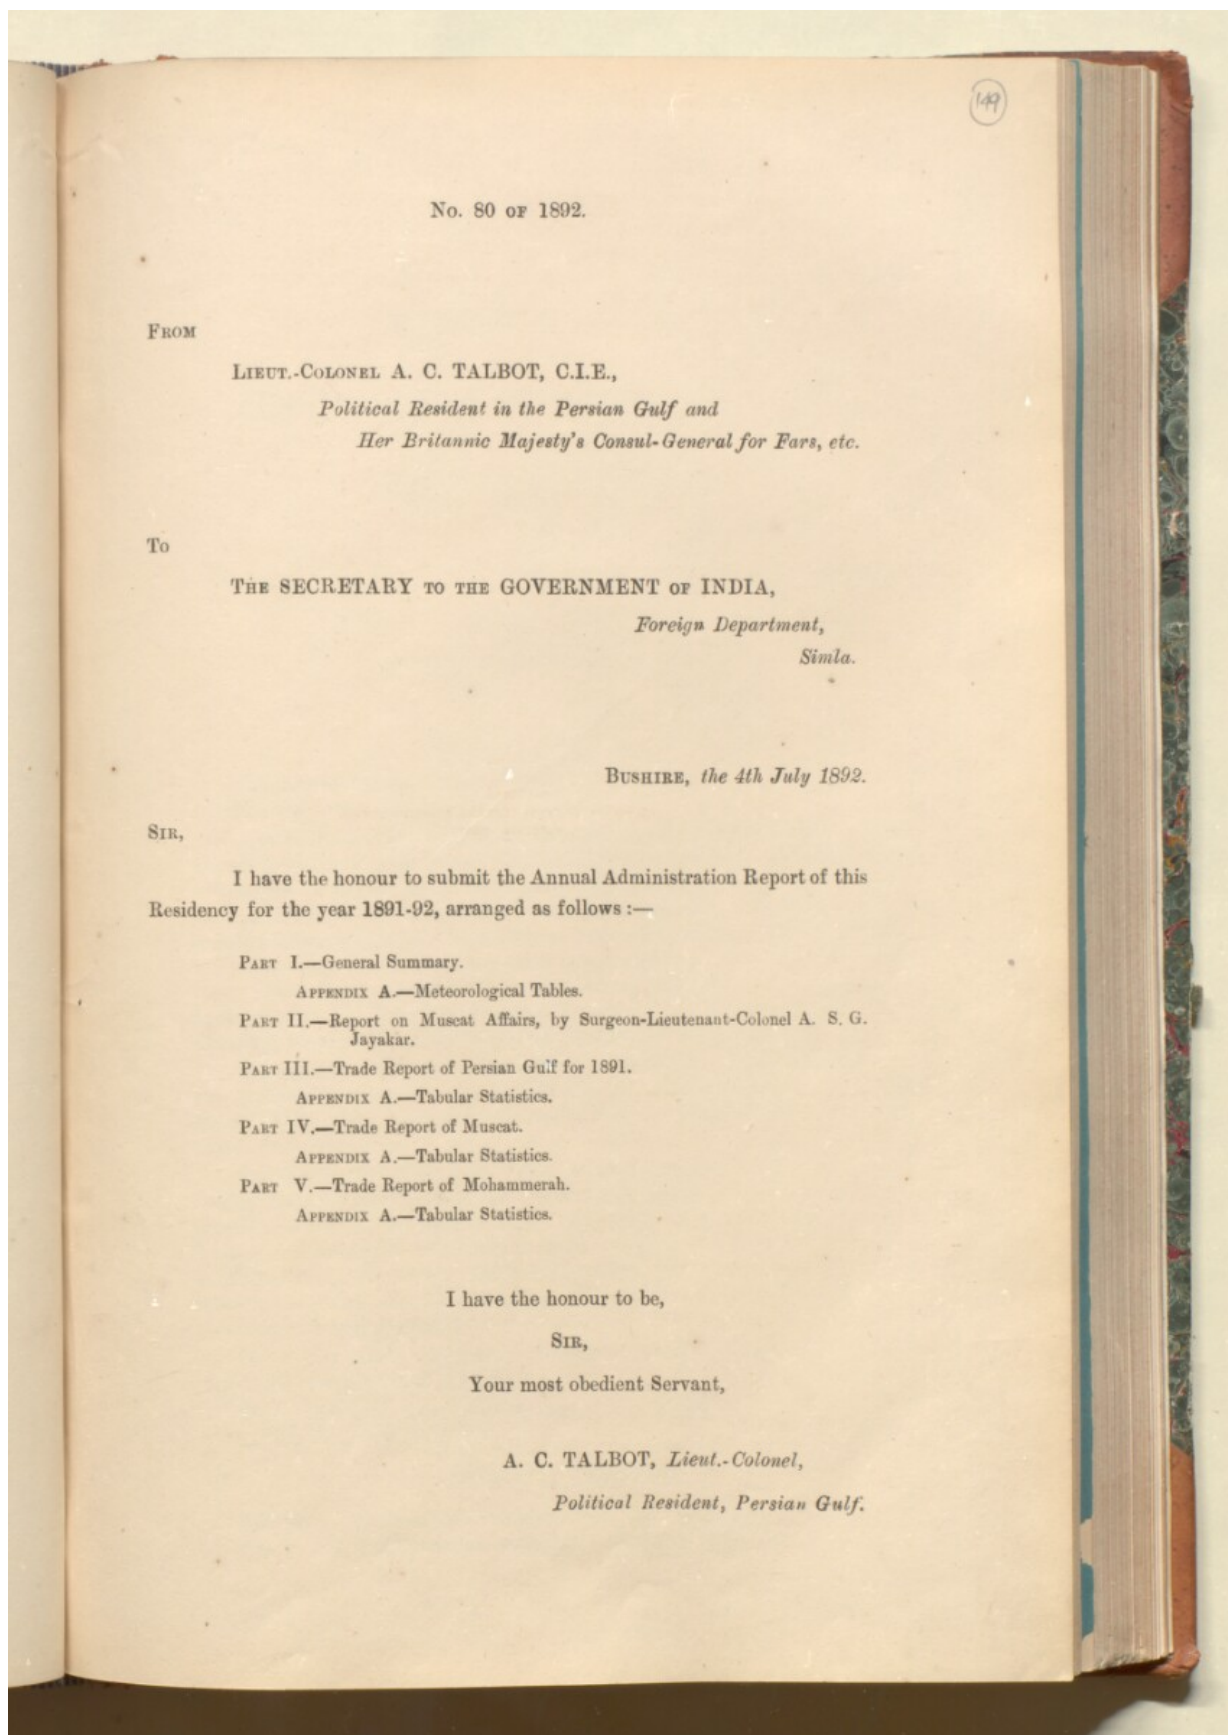 149
No. 80 OF 1892.
FROM
LIEUT.-COLONEL A. C. TALBOT, C.I.E.,
Political Resident in the Persian Gulf and
Her Britannic Majesty's Consul-General for Fars, etc.
To
THE SECRETARY TO THE GOVERNMENT OF INDIA,
Foreign Department,
Simla.
BUSHIRE, the 4th July 1892.
SIR,
I have the honour to submit the Annual Administration Report of this
Residency for the year 1891-92, arranged as follows :—
PART I.—General Summary.
APPENDIX A.—Meteorological Tables.
PART II.—Report on Muscat Affairs, by Surgeon-Lieutenant-Colonel A. S. G.
Jayakar.
PART III.—Trade Report of Persian Gulf for 1891.
APPENDIX A.—Tabular Statistics.
PART IV.—Trade Report of Muscat.
APPENDIX A.—Tabular Statistics.
PART V.—Trade Report of Mohammerah.
APPENDIX A.—Tabular Statistics.
I have the honour to be,
SIR,
Your most obedient Servant,
A. C. TALBOT, Lieut.-Colonel,
Political Resident, Persian Gulf.